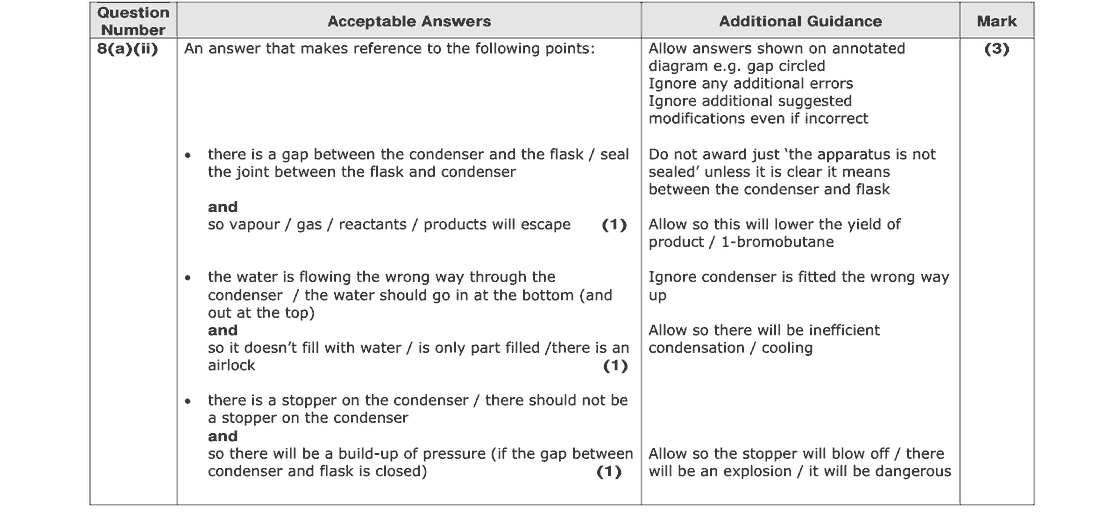 Question Number
Acceptable Answers
Additional Guidance
Mark
8(a)(ii)
An answer that makes reference to the following points:
Allow answers shown on annotated
diagram e.g. gap circled
Ignore any additional errors
Ignore additional suggested
modifications even if incorrect
(3)
• there is a gap between the condenser and the flask / seal
the joint between the flask and condenser
and
so vapour / gas / reactants / products will escape (1)
Do not award just ‘the apparatus is not
sealed’ unless it is clear it means
between the condenser and flask
Allow so this will lower the yield of
product / 1-bromobutane
• the water is flowing the wrong way through the
condenser / the water should go in at the bottom (and
out at the top)
and
so it doesn’t fill with water / is only part filled /there is an
airlock (1)
Ignore condenser is fitted the wrong way
up
Allow so there will be inefficient
condensation / cooling
• there is a stopper on the condenser / there should not be
a stopper on the condenser
and
so there will be a build-up of pressure (if the gap between
condenser and flask is closed) (1)
Allow so the stopper will blow off / there
will be an explosion / it will be dangerous